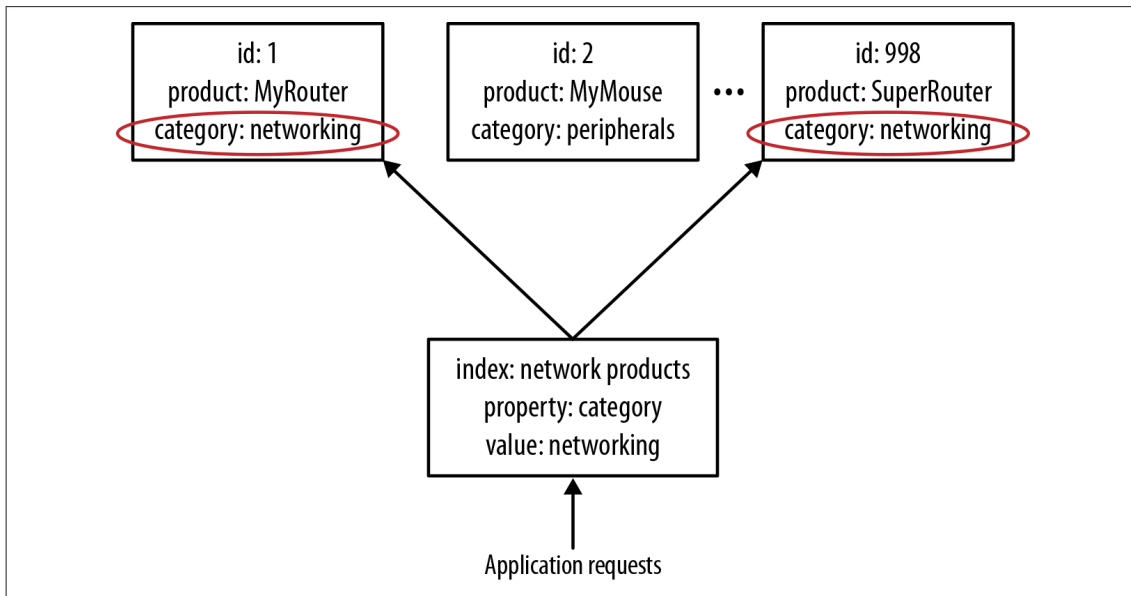 id: 1
product: MyRouter
category: networking
id: 2
product: MyMouse
category: peripherals
...
id: 998
product: SuperRouter
category: networking
index: network products
property: category
value: networking
Application requests